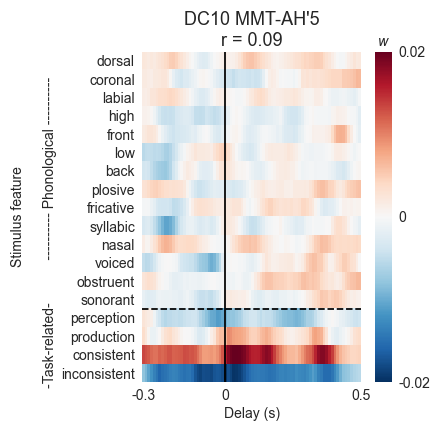 DC10 MMT-AH'5
r = 0.09
w
dorsal
coronal
labial
high
front
low
back
plosive
fricative
syllabic
nasal
voiced
obstruent
sonorant
perception
production
consistent
inconsistent
Stimulus feature
---------- Phonological ----------
-Task-related-
-0.3 0 0.5
Delay (s)
0.02
0
-0.02